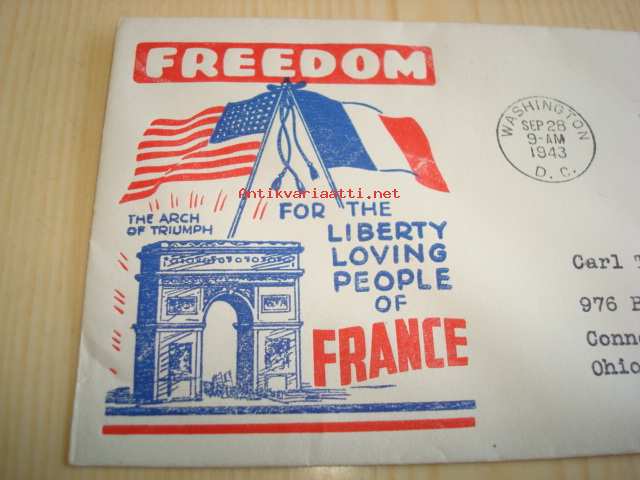 FREEDOM
WASHINGTON
SEP 28
9-AM
1943
D. C.
Antikvariaatti.net
THE ARCH
OF TRIUMPH
FOR THE
LIBERTY
LOVING
PEOPLE
OF
FRANCE
Carl T
976 B
Conne
Ohio